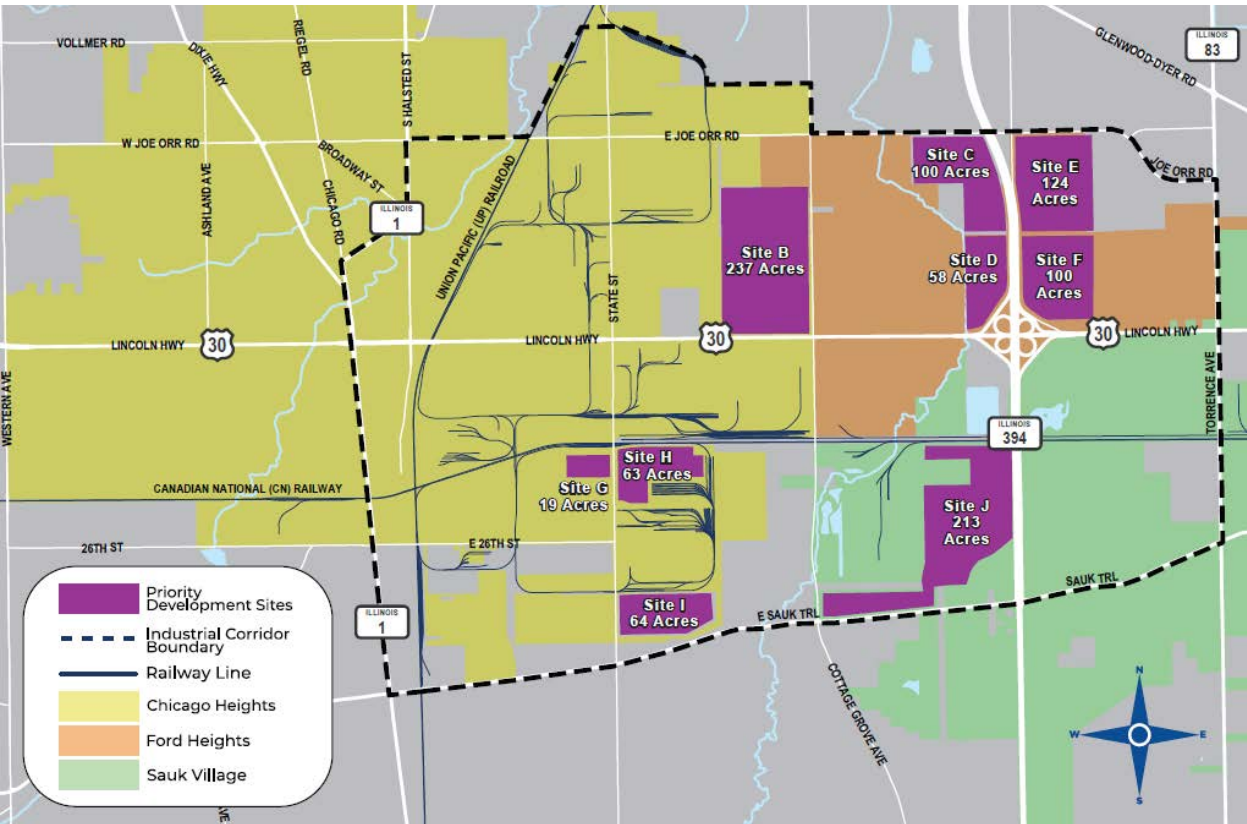 VOLLMER RD
DIXIE HWY
RIEGEL RD
S HALSTED ST
GLENWOOD-DYER RD
ILLINOIS
83
W JOE ORR RD
E JOE ORR RD
JOE ORR RD
BROADWAY ST
ASHLAND AVE
CHICAGO RD
ILLINOIS
1
UNION PACIFIC (UP) RAILROAD
STATE ST
Site B
237 Acres
Site C
100 Acres
Site E
124
Acres
Site D
58 Acres
Site F
100
Acres
LINCOLN HWY
30
LINCOLN HWY
30
30
LINCOLN HWY
WESTERN AVE
TORRENCE AVE
ILLINOIS
394
CANADIAN NATIONAL (CN) RAILWAY
Site G
19 Acres
Site H
63 Acres
Site J
213
Acres
26TH ST
E 26TH ST
SAUK TRL
E SAUK TRL
Site I
64 Acres
ILLINOIS
1
COTTAGE GROVE AVE
Priority
Development Sites
Industrial Corridor
Boundary
Railway Line
Chicago Heights
Ford Heights
Sauk Village
VE
N
W
E
S